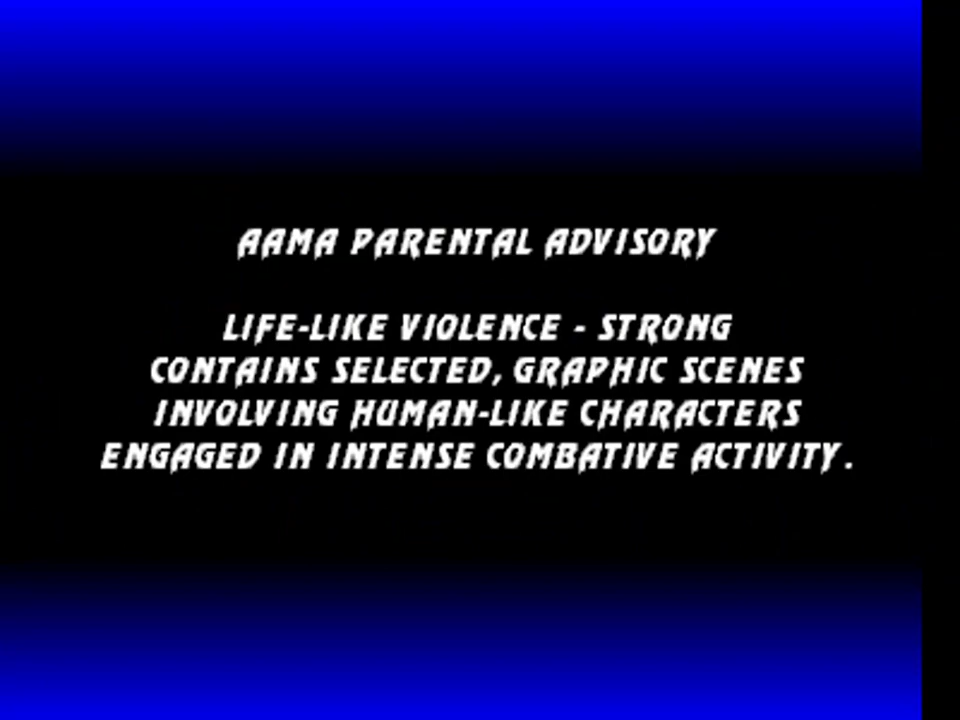 AAMA PARENTAL ADVISORY
LIFE-LIKE VIOLENCE - STRONG
CONTAINS SELECTED, GRAPHIC SCENES
INVOLVING HUMAN-LIKE CHARACTERS
ENGAGED IN INTENSE COMBATIVE ACTIVITY.